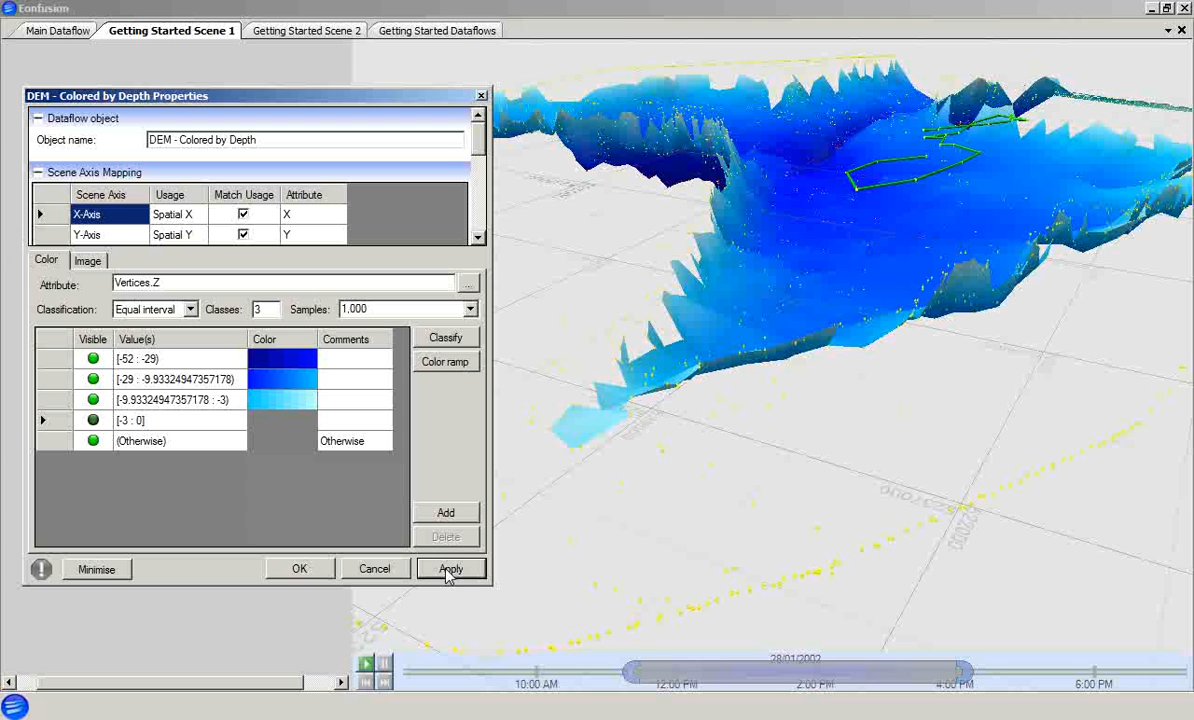 Eonfusion
Main Dataflow
Getting Started Scene 1
Getting Started Scene 2
Getting Started Dataflows
DEM - Colored by Depth Properties
Dataflow object
Object name:
DEM - Colored by Depth
Scene Axis Mapping
Scene Axis Usage Match Usage Attribute
X-Axis Spatial X X
Y-Axis Spatial Y Y
Color Image
Attribute: Vertices.Z ...
Classification: Equal interval Classes: 3 Samples: 1.000
Visible Value(s) Color Comments
Classify
[-52 : -29)
Color ramp
[-29 : -9.93324947357178)
[-9.93324947357178 : -3)
[-3 : 0]
(Otherwise) Otherwise
Add
Delete
Minimise OK Cancel Apply
28/01/2002
10:00 AM 12:00 PM 2:00 PM 4:00 PM 6:00 PM